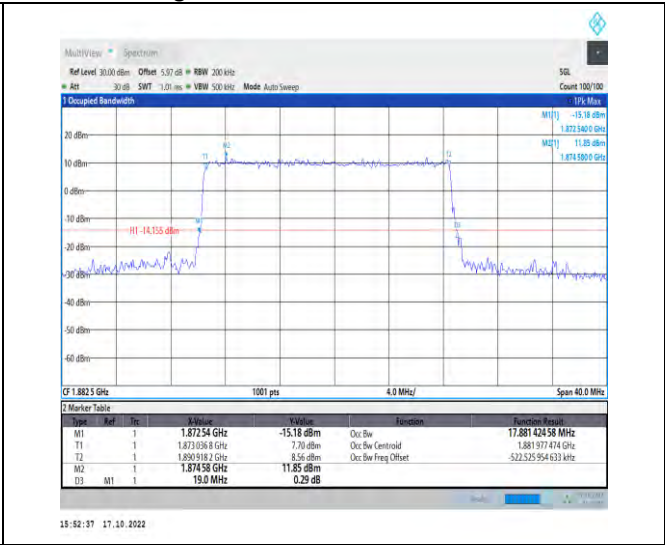 MultiView Spectrum
Ref Level 30.00 dBm Offset 5.97 dB RBW 200 kHz SGL
Att 30 dB SWT 1.01 ms VBW 500 kHz Mode Auto Sweep Count 100/100
1 Occupied Bandwidth 1Pk Max
M1[1] -15.18 dBm
1.872 540 0 GHz
M2[1] 11.85 dBm
1.874 580 0 GHz
20 dBm
M2
T1
T2
10 dBm
0 dBm
-10 dBm
M1
D3
H1 -14.155 dBm
-20 dBm
-30 dBm
-40 dBm
-50 dBm
-60 dBm
CF 1.882 5 GHz 1001 pts 4.0 MHz/ Span 40.0 MHz
2 Marker Table
Type Ref Trc X-Value Y-Value Function Function Result
M1 1 1.872 54 GHz -15.18 dBm Occ Bw 17.881 424 58 MHz
T1 1 1.873 036 8 GHz 7.70 dBm Occ Bw Centroid 1.881 977 474 GHz
T2 1 1.890 918 2 GHz 8.56 dBm Occ Bw Freq Offset -522.525 954 633 kHz
M2 1 1.874 58 GHz 11.85 dBm
D3 M1 1 19.0 MHz 0.29 dB
15:52:37 17.10.2022